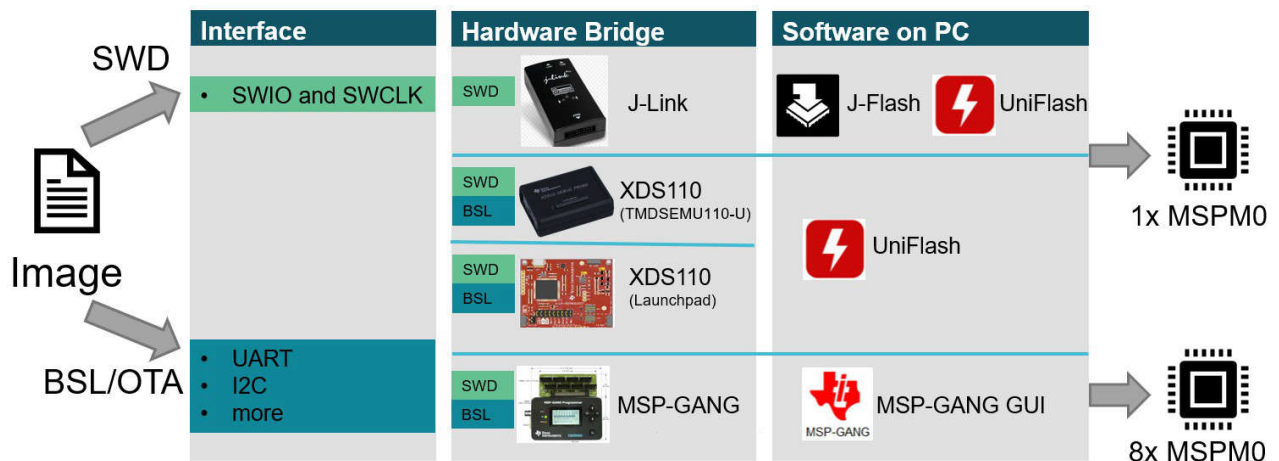 Interface
Hardware Bridge
Software on PC
SWD
• SWIO and SWCLK
SWD
J-Link
J-Link
J-Flash
UniFlash
Image
SWD
BSL
XDS110
(TMDSEMU110-U)
SWD
BSL
XDS110
(Launchpad)
UniFlash
1x MSPM0
BSL/OTA
• UART
• I2C
• more
SWD
BSL
MSP-GANG
MSP-GANG
MSP-GANG GUI
8x MSPM0